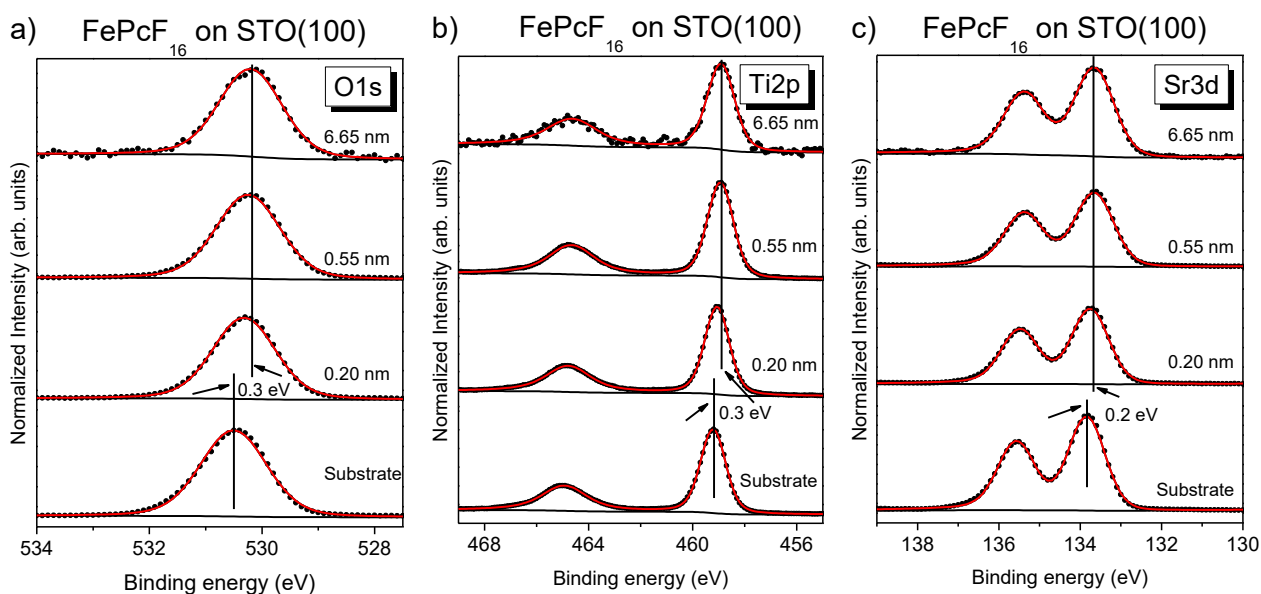 a) FePcF16 on STO(100)
O1s
6.65 nm
0.55 nm
0.20 nm
0.3 eV
Substrate
Normalized Intensity (arb. units)
534 532 530 528
Binding energy (eV)
b) FePcF16 on STO(100)
Ti2p
6.65 nm
0.55 nm
0.20 nm
0.3 eV
Substrate
Normalized Intensity (arb. units)
468 464 460 456
Binding energy (eV)
c) FePcF16 on STO(100)
Sr3d
6.65 nm
0.55 nm
0.20 nm
0.2 eV
Substrate
Normalized Intensity (arb. units)
138 136 134 132 130
Binding energy (eV)